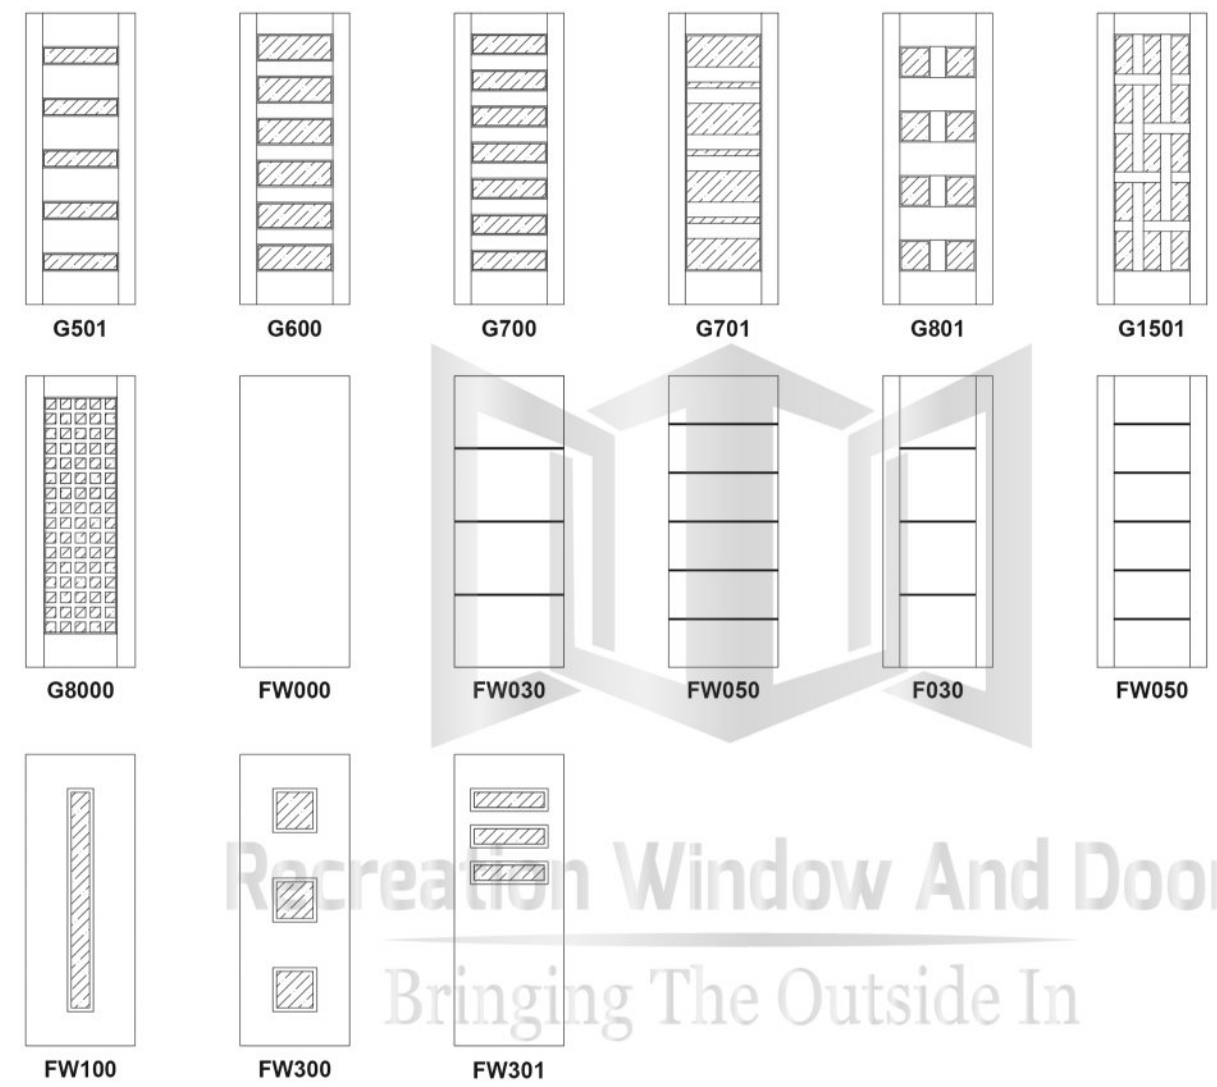 G501 G600 G700 G701 G801 G1501
G8000 FW000 FW030 FW050 F030 FW050
Recreation Window And Door
Bringing The Outside In
FW100 FW300 FW301